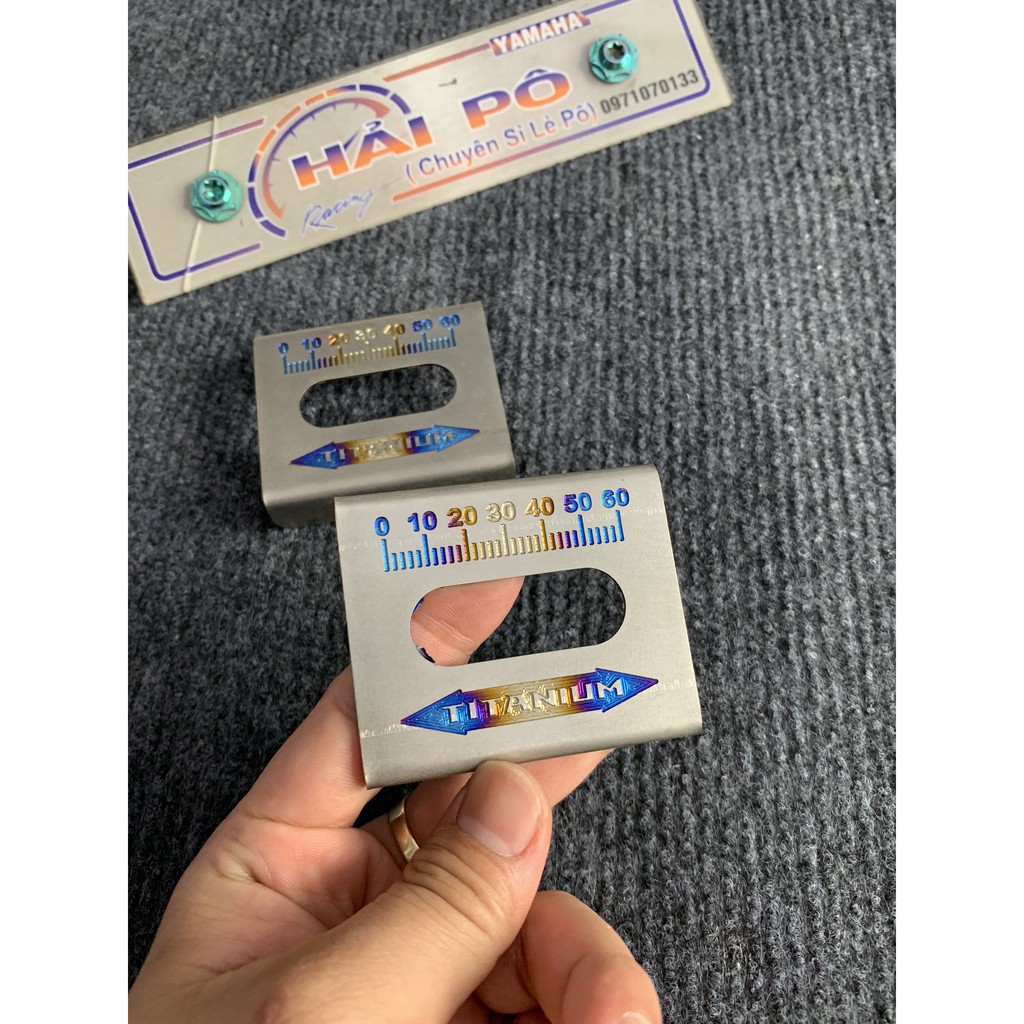 YAMAHA
HẢI PÔ
Racing
(Chuyên Sỉ Lẻ Pô) 0971070133
0 10 20 30 40 50 60
TITANIUM
0 10 20 30 40 50 60
TITANIUM